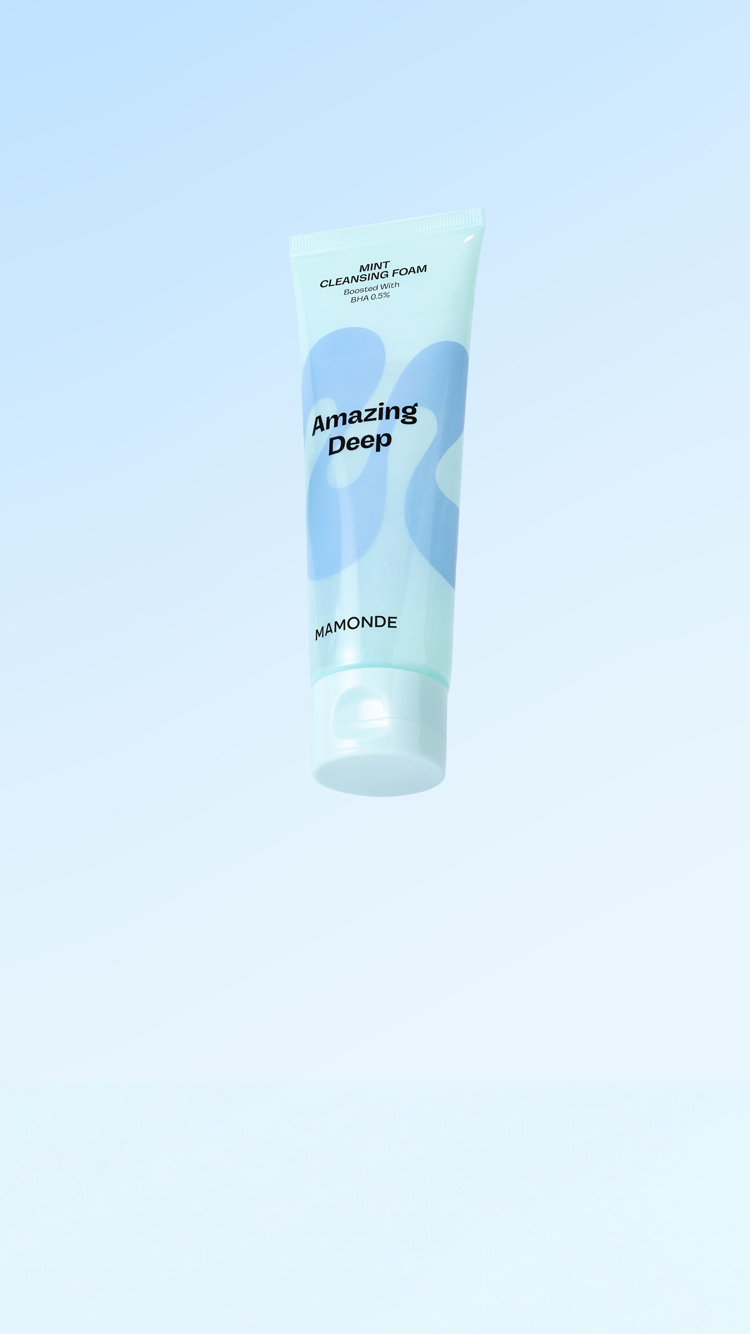 MINT
CLEANSING FOAM
Boosted With
BHA 0.5%
Amazing
Deep
MAMONDE